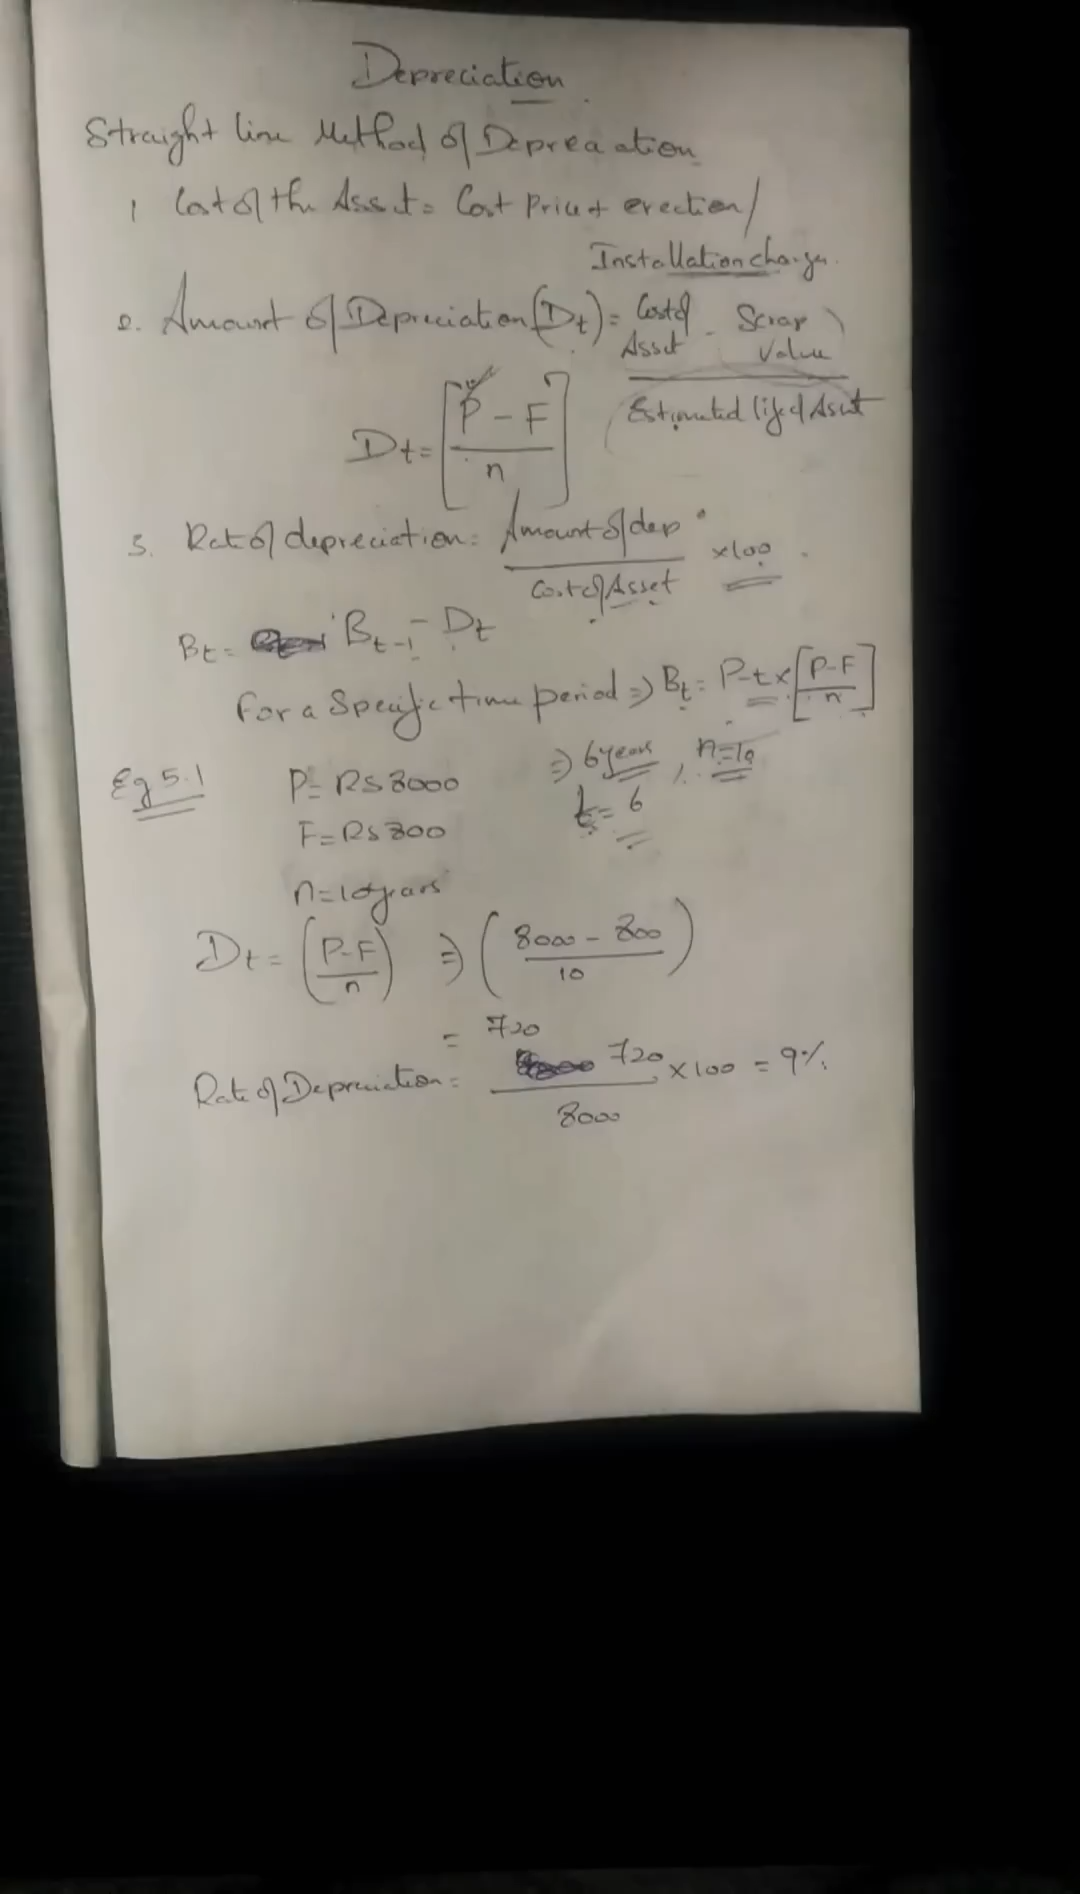 Depreciation
Straight line Method of Depreciation
1 Cost of the Asset = Cost Price + erection/
Installation charges.
2. Amount of Depreciation (Dt) = Cost of Asset - Scrap Value
Estimated life of Asset
Dt = [P - F / n]
3. Rate of depreciation = Amount of dep / Cost of Asset x 100
Bt = Bt-1 - Dt
For a Specific time period => Bt = P - t x [P-F / n]
Eg 5.1 P = RS 8000 => 6 years, n = 10
F = RS 800 t = 6
n = 10 years
Dt = (P-F / n) => (8000 - 800 / 10)
= 720
Rate of Depreciation = 720 / 8000 x 100 = 9%